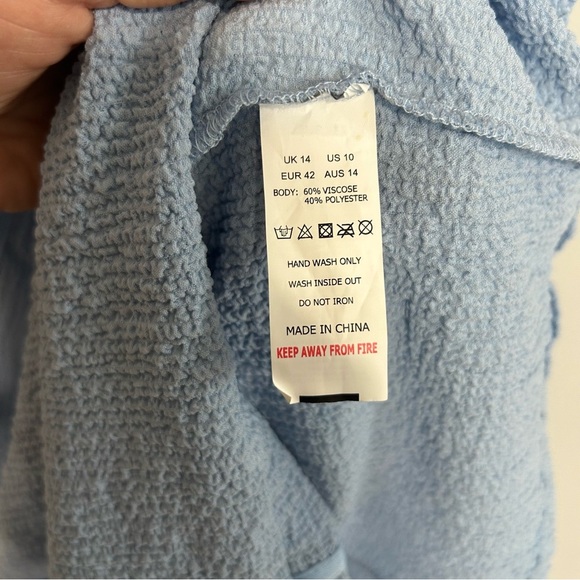 UK 14 US 10
EUR 42 AUS 14
BODY: 60% VISCOSE
40% POLYESTER
HAND WASH ONLY
WASH INSIDE OUT
DO NOT IRON
MADE IN CHINA
KEEP AWAY FROM FIRE